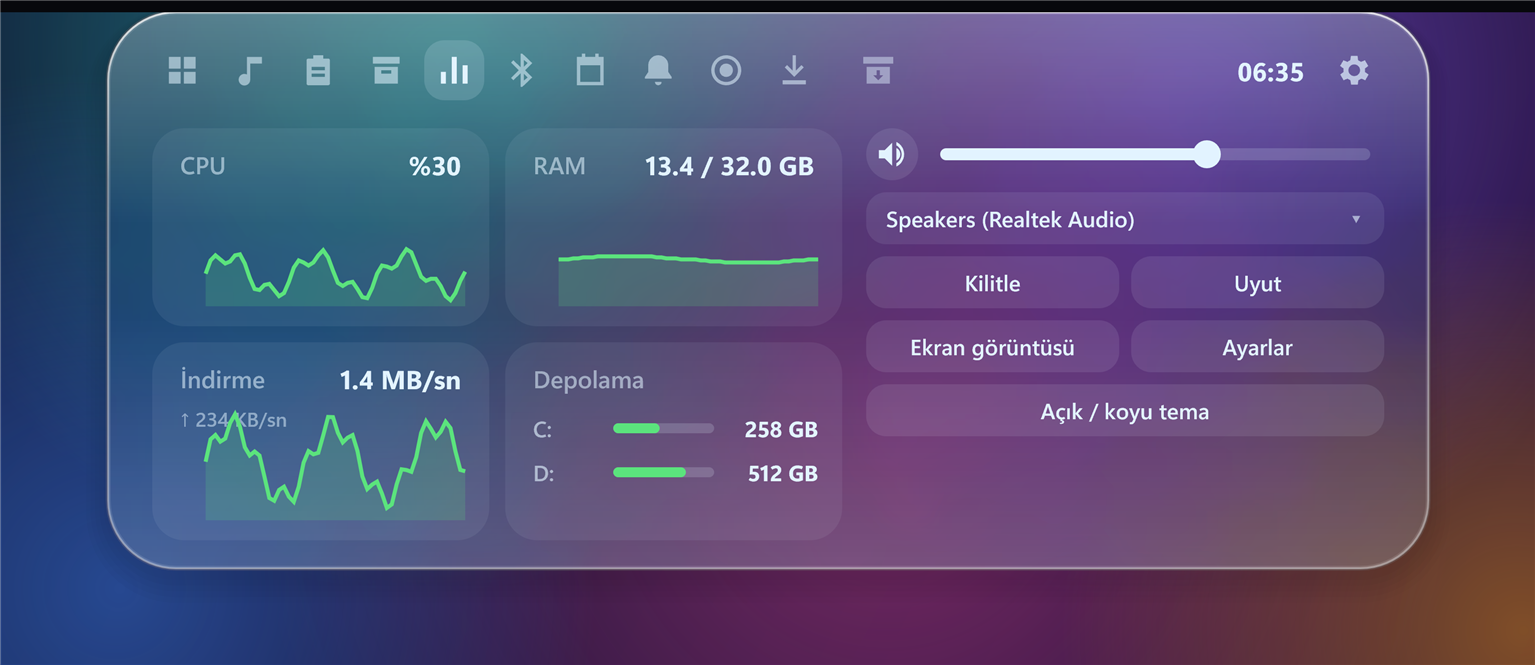 06:35
CPU %30
RAM 13.4 / 32.0 GB
Speakers (Realtek Audio)
Kilitle Uyut
Ekran görüntüsü Ayarlar
Açık / koyu tema
İndirme 1.4 MB/sn
↑ 234 KB/sn
Depolama
C: 258 GB
D: 512 GB